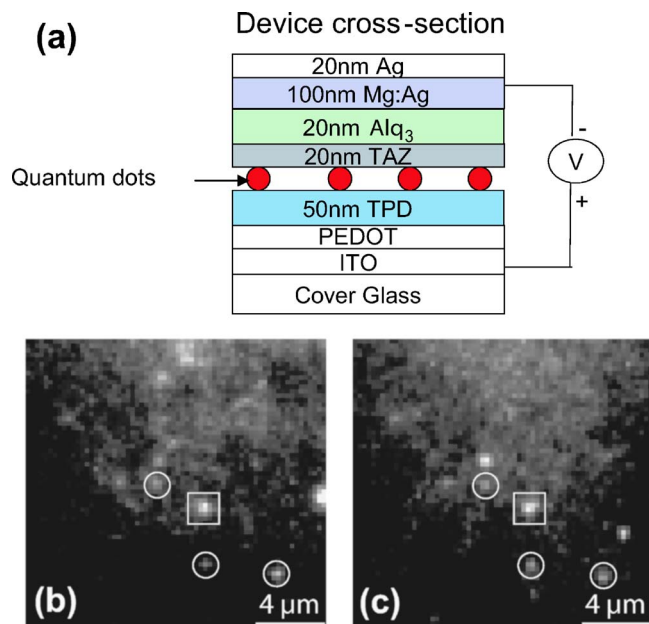 (a)
Device cross-section
20nm Ag
100nm Mg:Ag
20nm Alq₃
20nm TAZ
Quantum dots
50nm TPD
PEDOT
ITO
Cover Glass
-
V
+
(b)
4 μm
(c)
4 μm